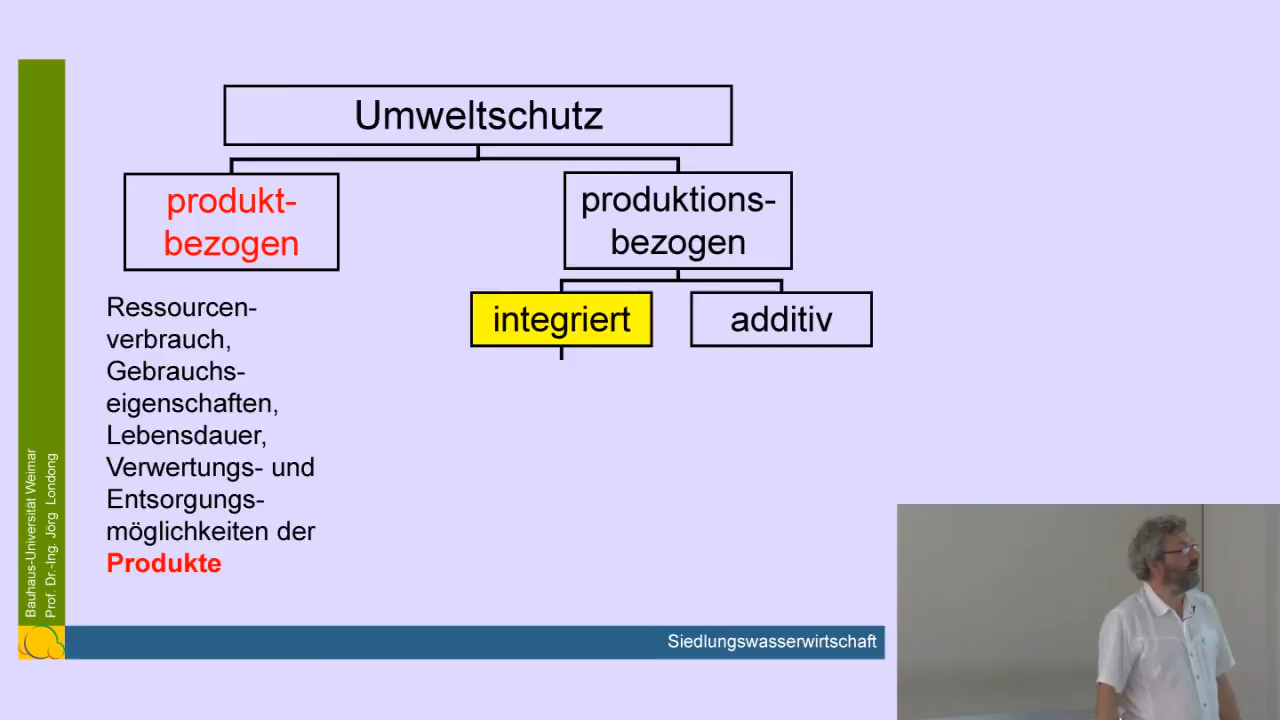 Umweltschutz
produkt-
bezogen
produktions-
bezogen
integriert
additiv
Ressourcen-
verbrauch,
Gebrauchs-
eigenschaften,
Lebensdauer,
Verwertungs- und
Entsorgungs-
möglichkeiten der
Produkte
Bauhaus-Universität Weimar
Prof. Dr.-Ing. Jörg Londong
Siedlungswasserwirtschaft